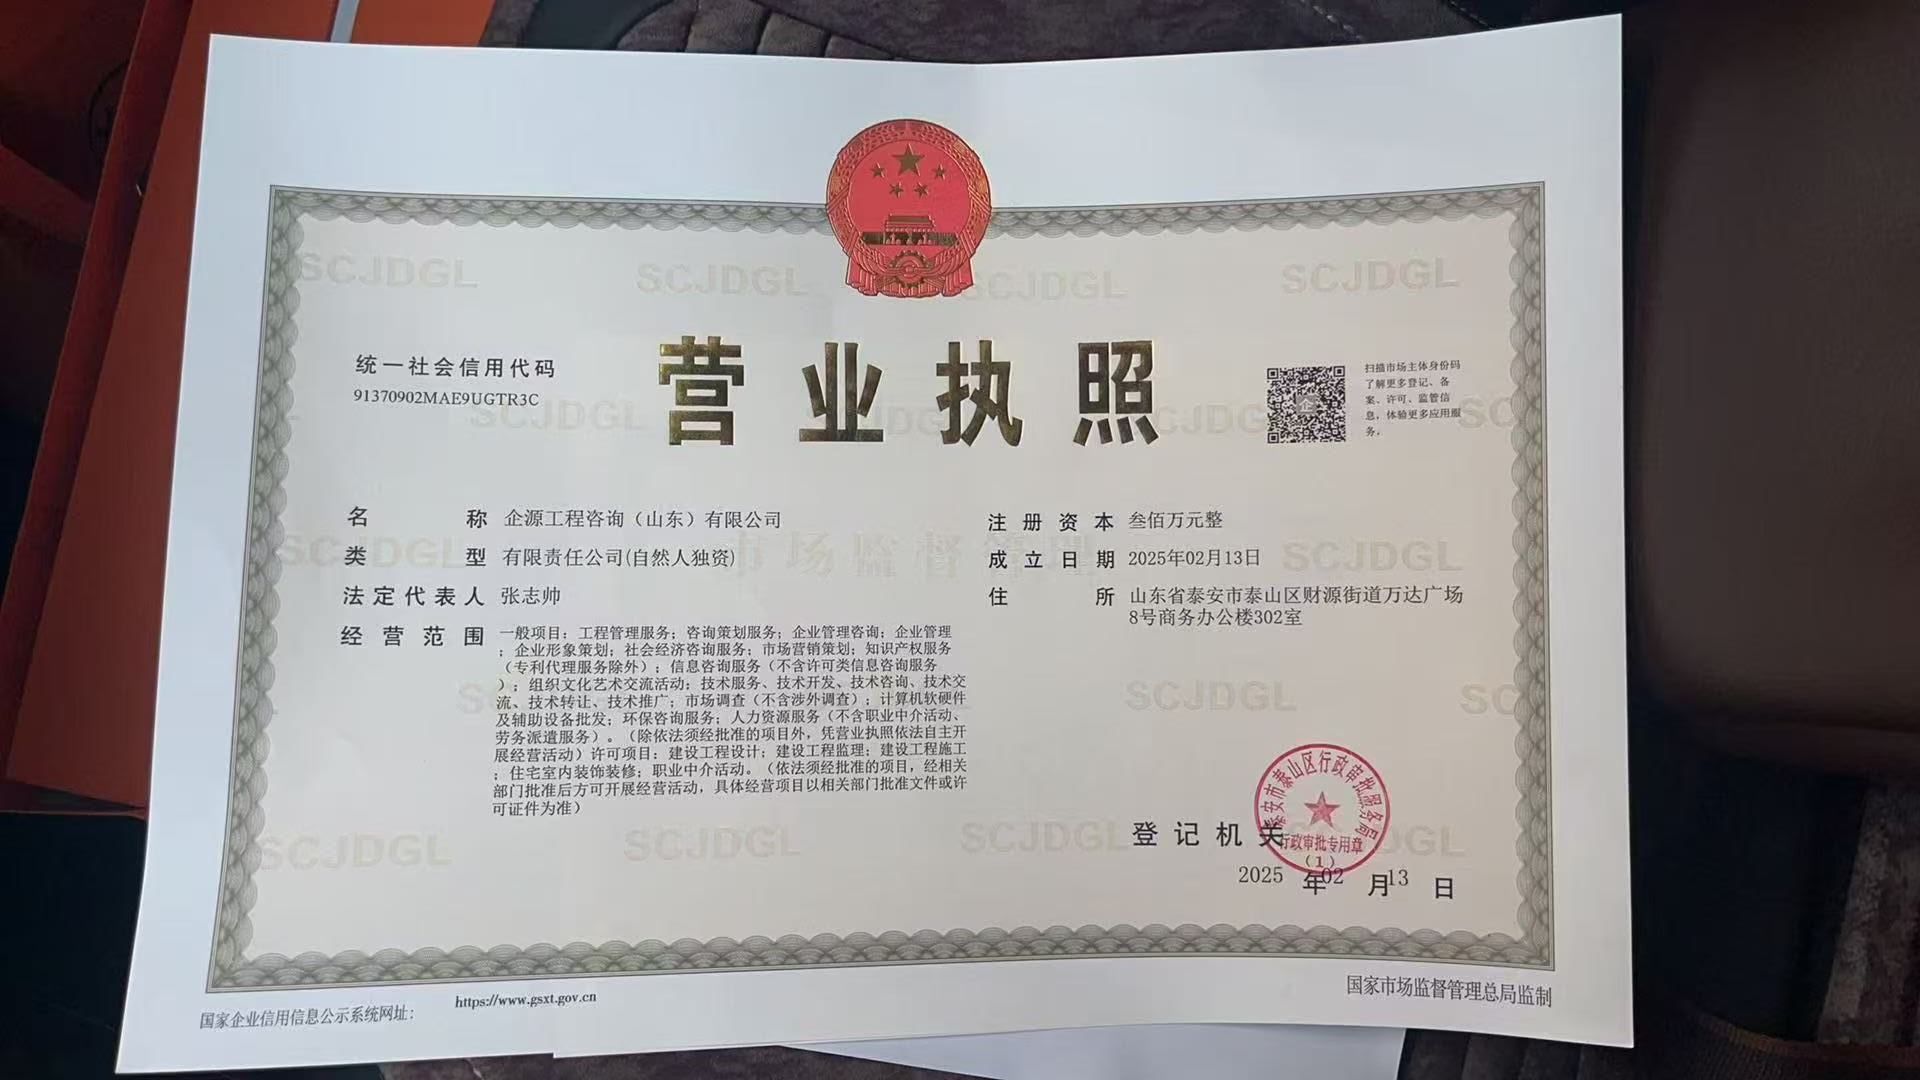 营业执照
统一社会信用代码
91370902MAE9UGTR3C
扫描市场主体身份码
了解更多登记、备
案、许可、监管信
息，体验更多应用服
务。
名称 企源工程咨询（山东）有限公司
类型 有限责任公司(自然人独资)
法定代表人 张志帅
经营范围 一般项目：工程管理服务；咨询策划服务；企业管理咨询；企业管理
；企业形象策划；社会经济咨询服务；市场营销策划；知识产权服务
（专利代理服务除外）；信息咨询服务（不含许可类信息咨询服务
）；组织文化艺术交流活动；技术服务、技术开发、技术咨询、技术交
流、技术转让、技术推广；市场调查（不含涉外调查）；计算机软硬件
及辅助设备批发；环保咨询服务；人力资源服务（不含职业中介活动、
劳务派遣服务）。（除依法须经批准的项目外，凭营业执照依法自主开
展经营活动）许可项目：建设工程设计；建设工程监理；建设工程施工
；住宅室内装饰装修；职业中介活动。（依法须经批准的项目，经相关
部门批准后方可开展经营活动，具体经营项目以相关部门批准文件或许
可证件为准）
注册资本 叁佰万元整
成立日期 2025年02月13日
住所 山东省泰安市泰山区财源街道万达广场
8号商务办公楼302室
登记机关
泰安市泰山区行政审批服务局
行政审批专用章
（1）
2025年02月13日
国家企业信用信息公示系统网址：
https://www.gsxt.gov.cn
国家市场监督管理总局监制
SCJDGL
市场监督管理